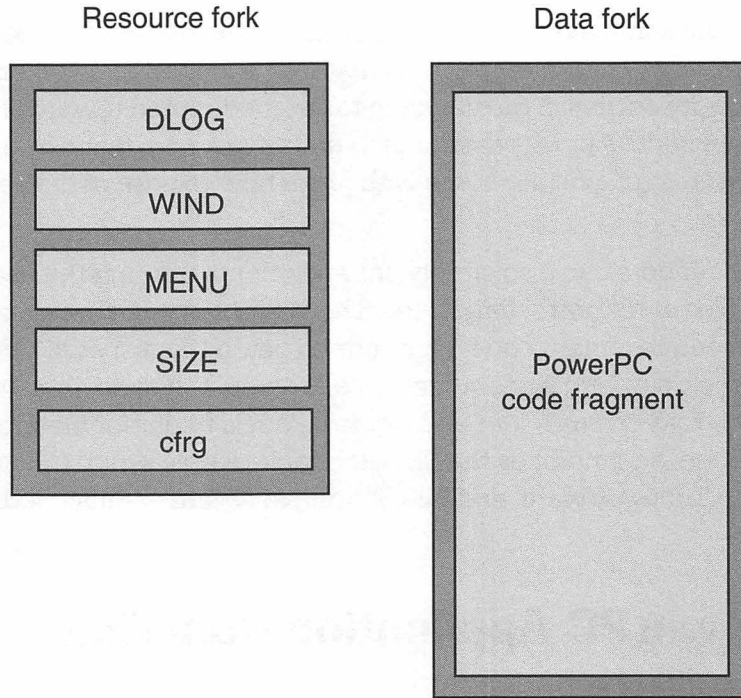 Resource fork
Data fork
DLOG
WIND
MENU
SIZE
cfrg
PowerPC
code fragment